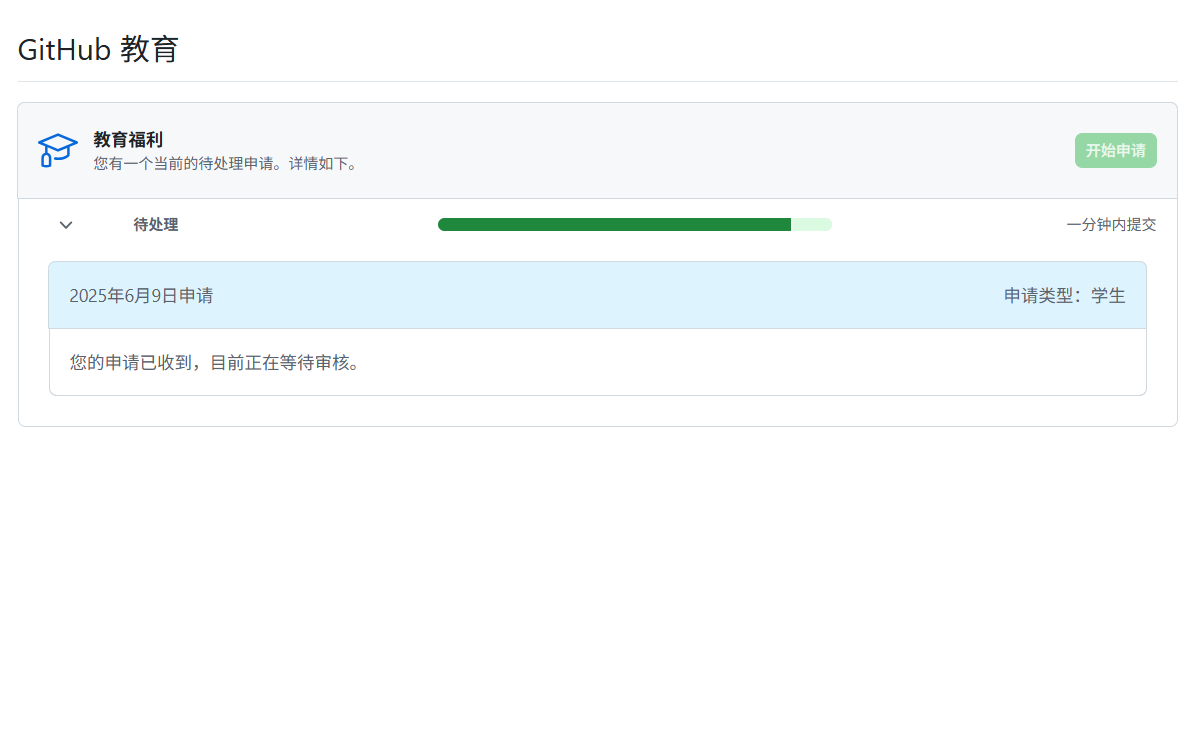 GitHub 教育
教育福利
您有一个当前的待处理申请。详情如下。
开始申请
待处理
一分钟内提交
2025年6月9日申请
申请类型：学生
您的申请已收到，目前正在等待审核。